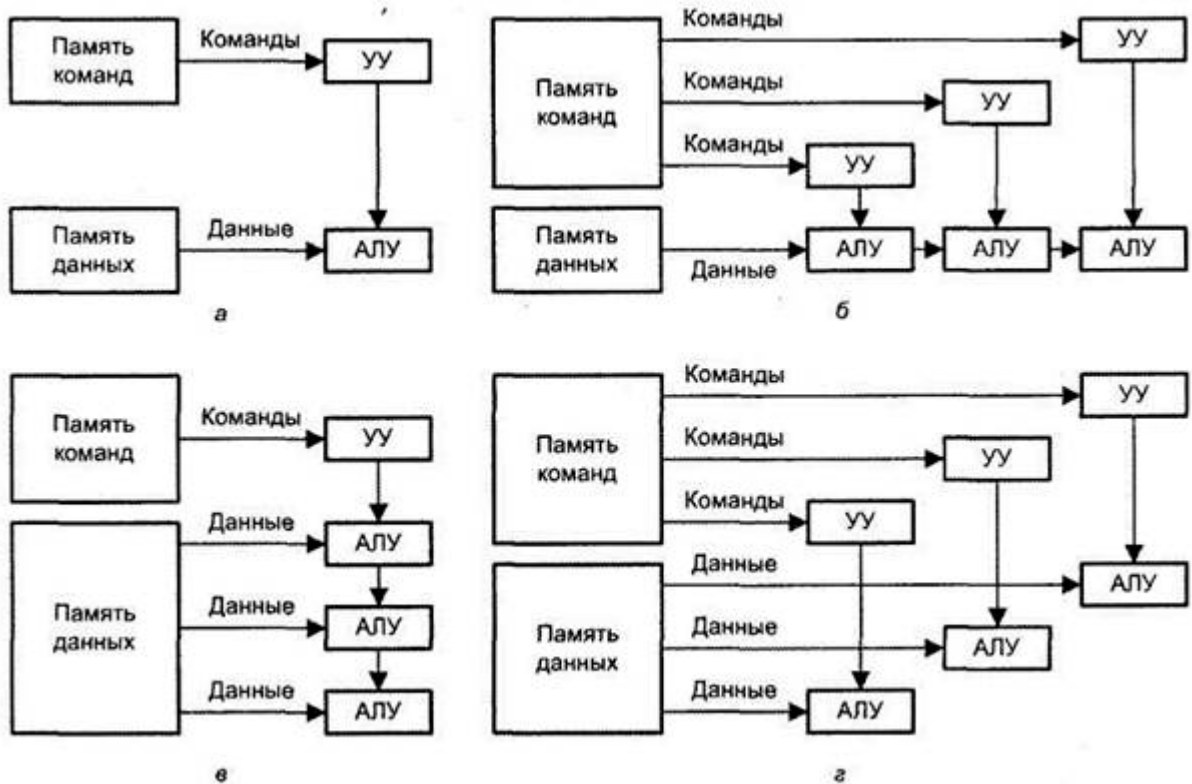 Память
команд
Команды
УУ
Память
данных
Данные
АЛУ
а
Память
команд
Команды
УУ
Команды
УУ
Команды
УУ
Память
данных
Данные
АЛУ
АЛУ
АЛУ
б
Память
команд
Команды
УУ
Память
данных
Данные
АЛУ
Данные
АЛУ
Данные
АЛУ
в
Память
команд
Команды
УУ
Команды
УУ
Команды
УУ
Память
данных
Данные
АЛУ
Данные
АЛУ
Данные
АЛУ
г